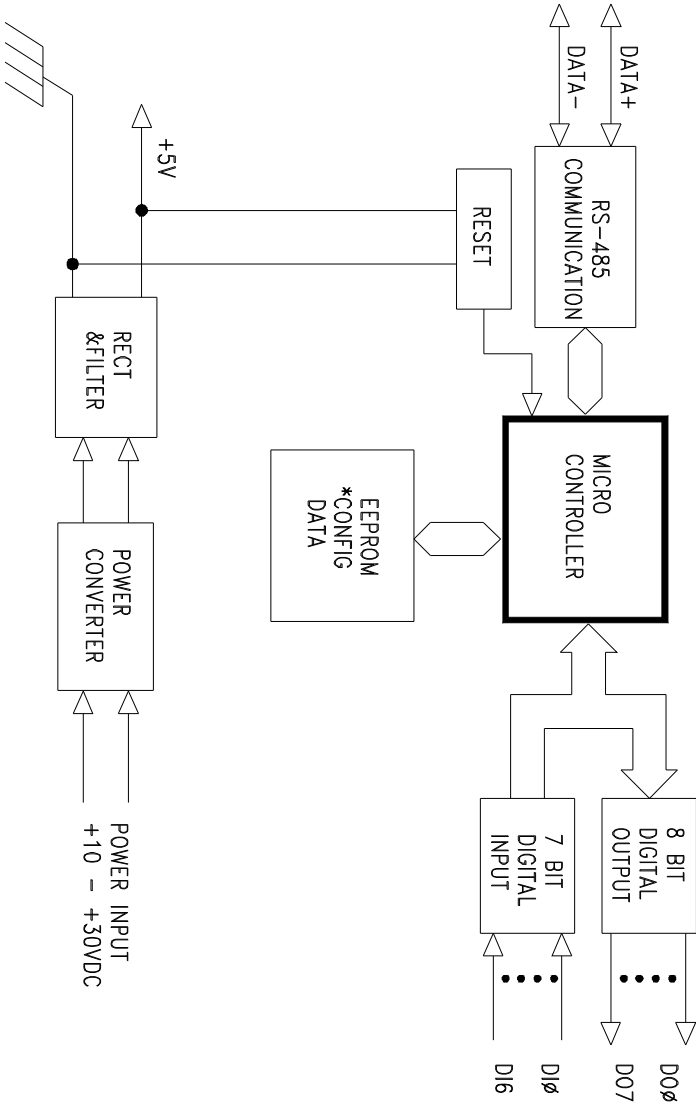 DATA+
DATA-
RS-485
COMMUNICATION
RESET
+5V
RECT
&FILTER
MICRO
CONTROLLER
EEPROM
*CONFIG
DATA
POWER
CONVERTER
8 BIT
DIGITAL
OUTPUT
7 BIT
DIGITAL
INPUT
POWER INPUT
+10 - +30VDC
DOø
DO7
DIø
DI6